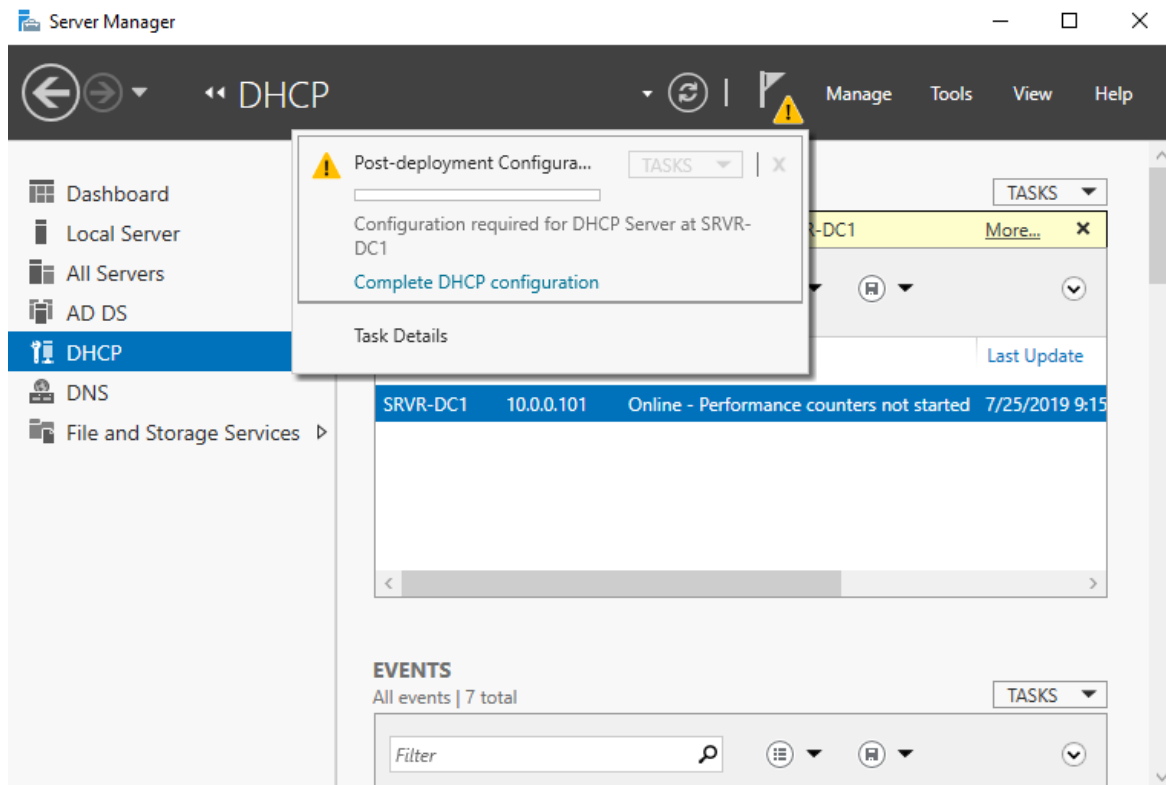 Server Manager
DHCP
Manage Tools View Help
Post-deployment Configura... TASKS X
Configuration required for DHCP Server at SRVR-
DC1
Complete DHCP configuration
Task Details
Dashboard
Local Server
All Servers
AD DS
DHCP
DNS
File and Storage Services
TASKS
-DC1 More...
Last Update
SRVR-DC1 10.0.0.101 Online - Performance counters not started 7/25/2019 9:15
EVENTS
All events | 7 total
TASKS
Filter